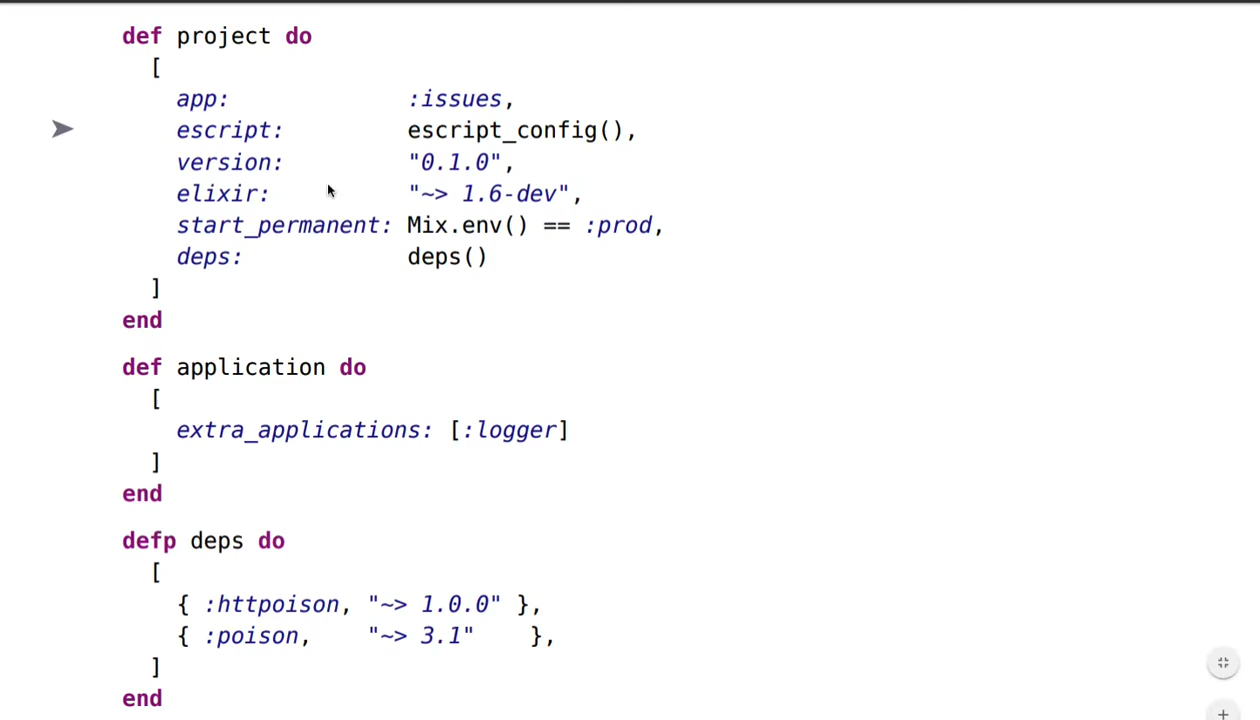 def project do
[
app: :issues,
escript: escript_config(),
version: "0.1.0",
elixir: "~> 1.6-dev",
start_permanent: Mix.env() == :prod,
deps: deps()
]
end
def application do
[
extra_applications: [:logger]
]
end
defp deps do
[
{ :httpoison, "~> 1.0.0" },
{ :poison, "~> 3.1" },
]
end